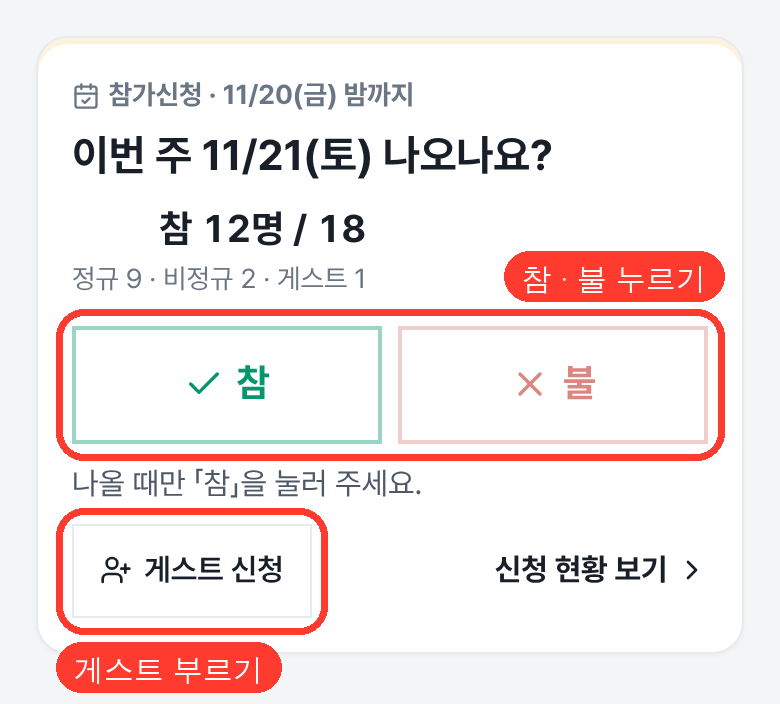 참가신청 · 11/20(금) 밤까지
이번 주 11/21(토) 나오나요?
참 12명 / 18
정규 9 · 비정규 2 · 게스트 1
참 · 불 누르기
참
불
나올 때만 「참」을 눌러 주세요.
게스트 신청
신청 현황 보기
게스트 부르기